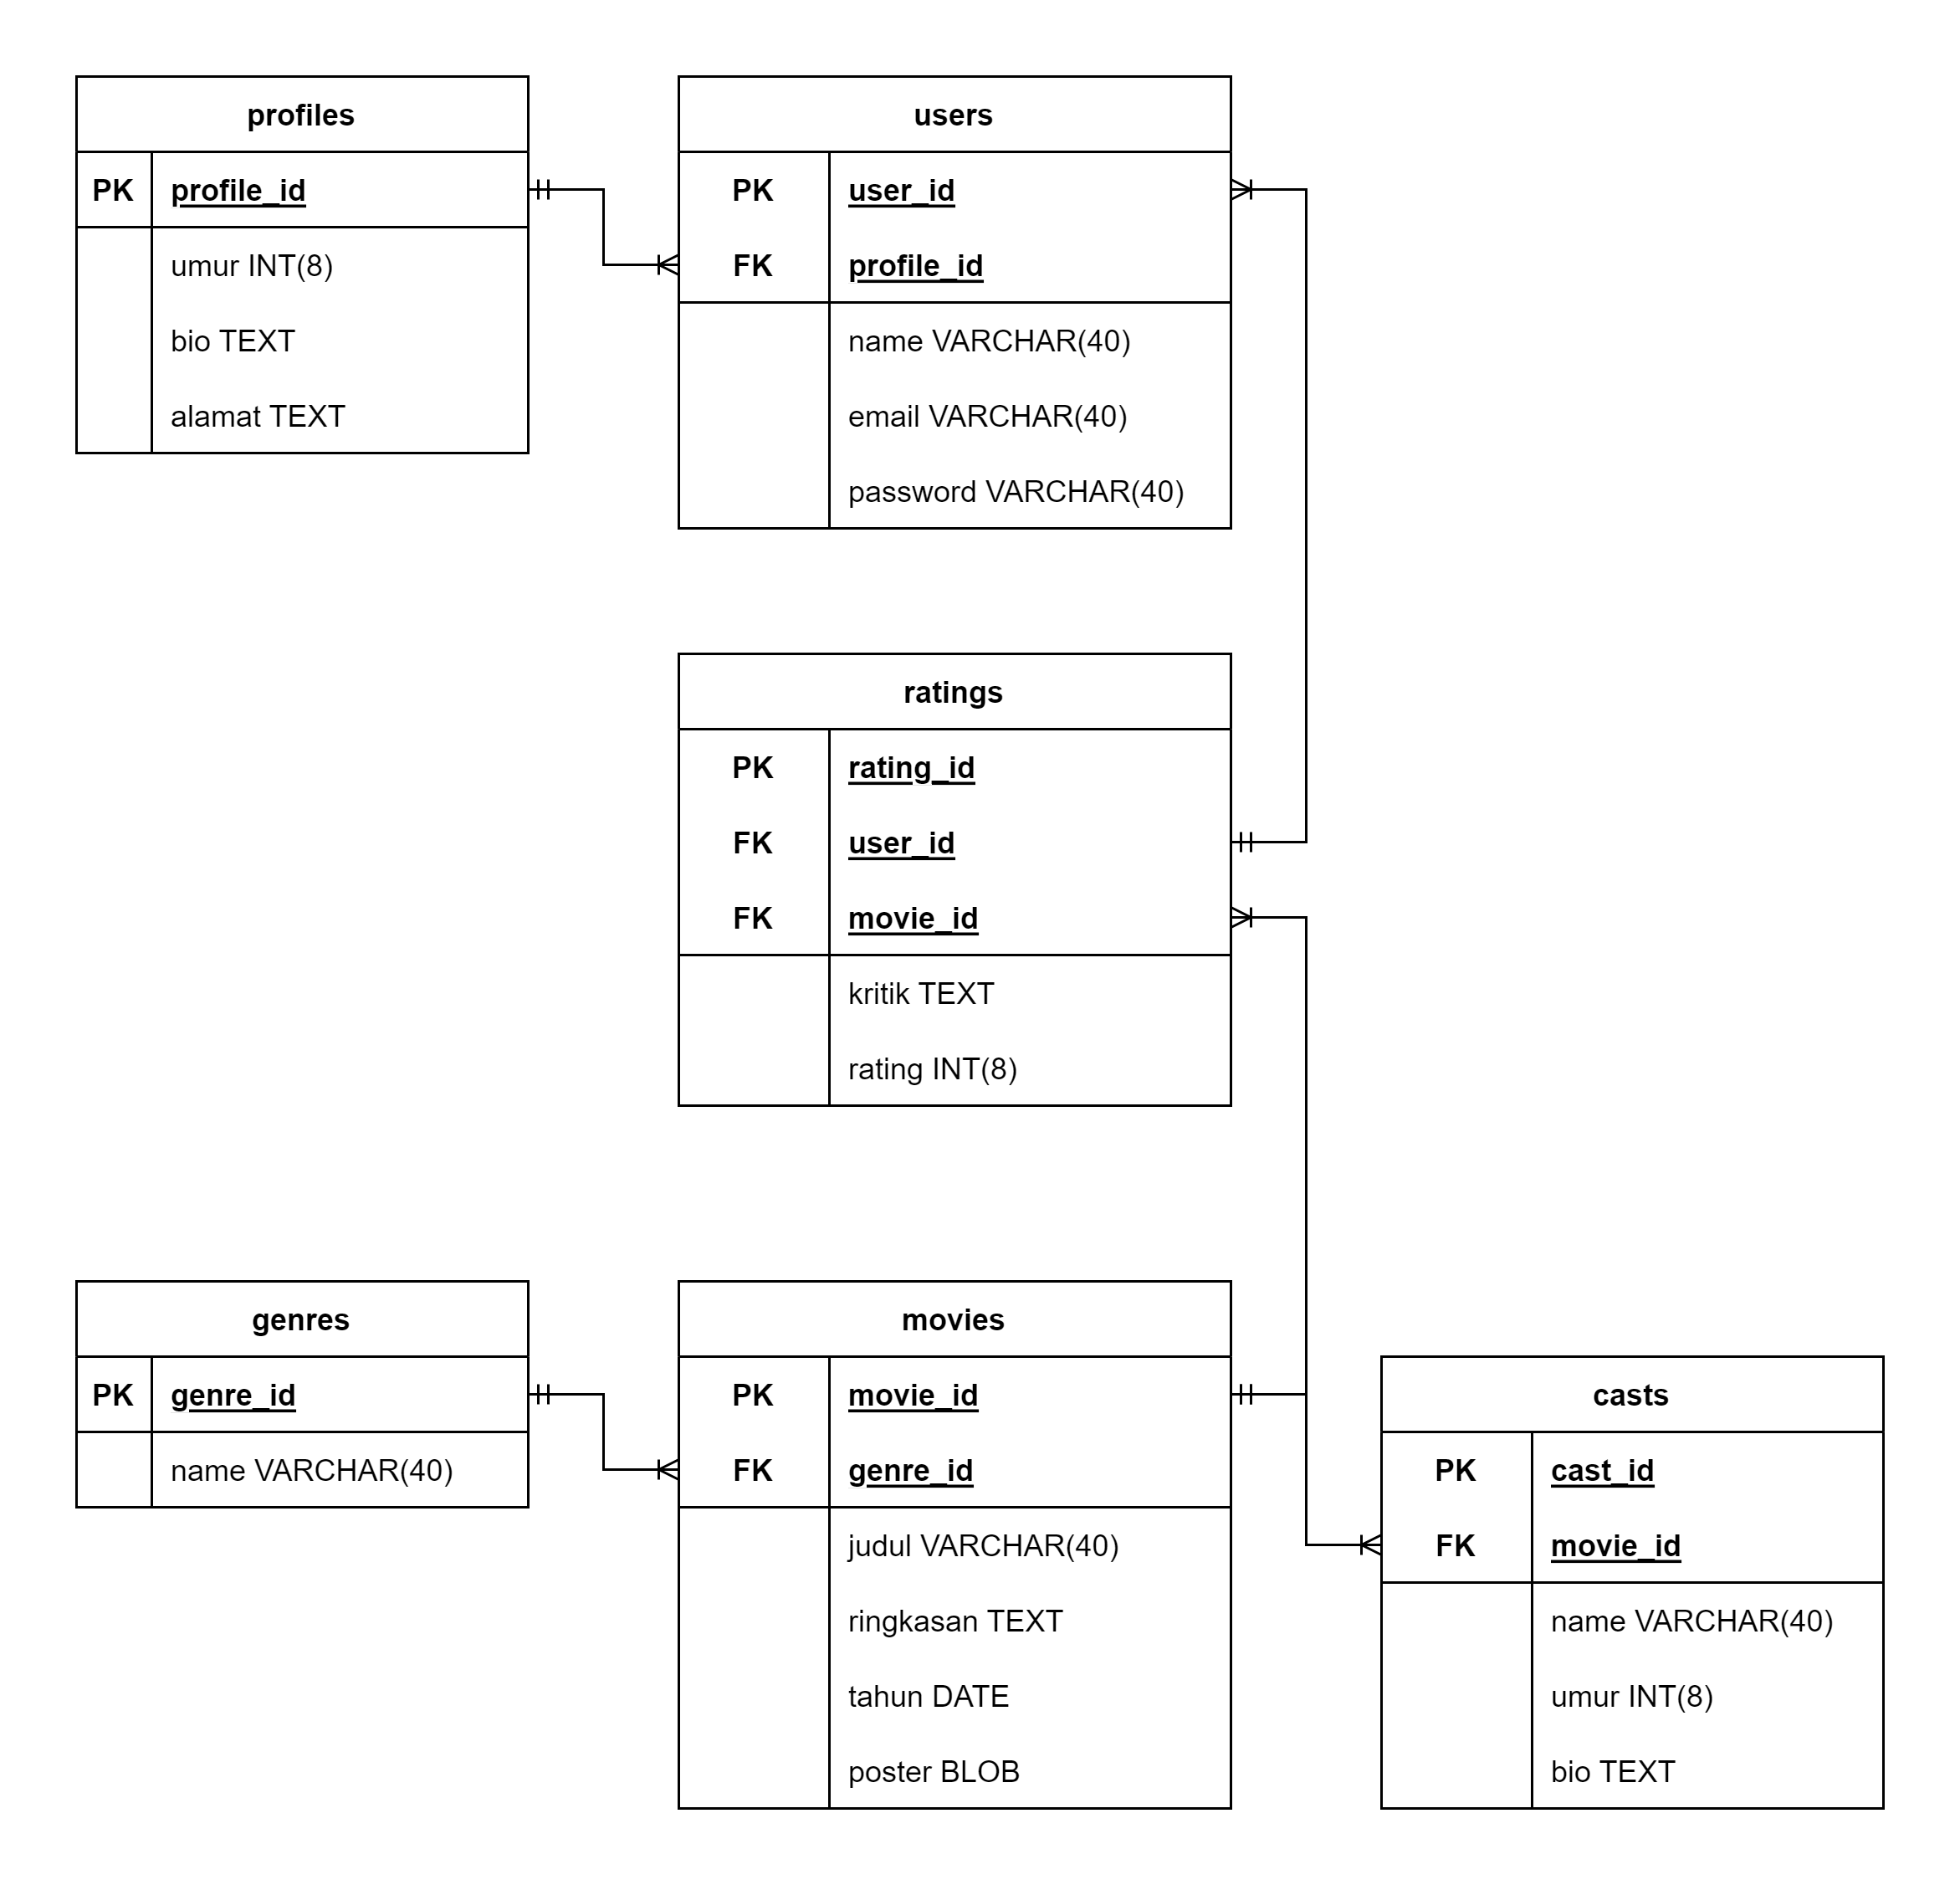 profiles
PK profile_id
umur INT(8)
bio TEXT
alamat TEXT
users
PK user_id
FK profile_id
name VARCHAR(40)
email VARCHAR(40)
password VARCHAR(40)
ratings
PK rating_id
FK user_id
FK movie_id
kritik TEXT
rating INT(8)
genres
PK genre_id
name VARCHAR(40)
movies
PK movie_id
FK genre_id
judul VARCHAR(40)
ringkasan TEXT
tahun DATE
poster BLOB
casts
PK cast_id
FK movie_id
name VARCHAR(40)
umur INT(8)
bio TEXT